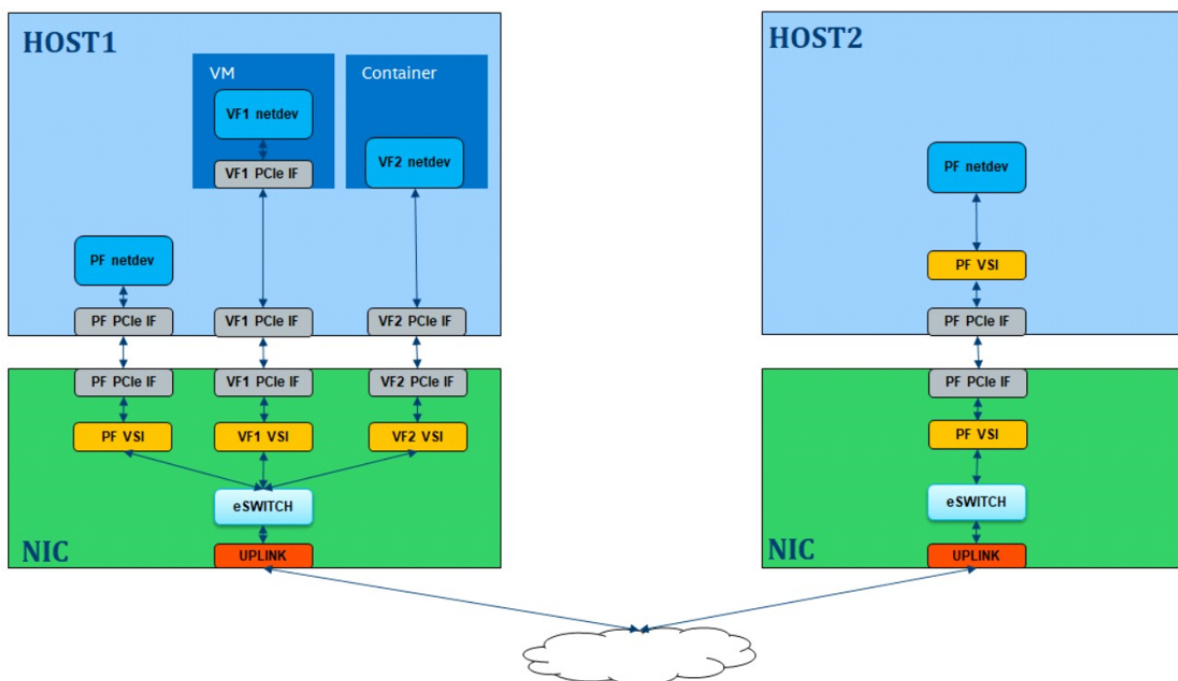 HOST1
VM
VF1 netdev
VF1 PCIe IF
Container
VF2 netdev
PF netdev
PF PCIe IF
VF1 PCIe IF
VF2 PCIe IF
PF PCIe IF
VF1 PCIe IF
VF2 PCIe IF
PF VSI
VF1 VSI
VF2 VSI
eSWITCH
NIC
UPLINK
HOST2
PF netdev
PF VSI
PF PCIe IF
PF PCIe IF
PF VSI
eSWITCH
NIC
UPLINK